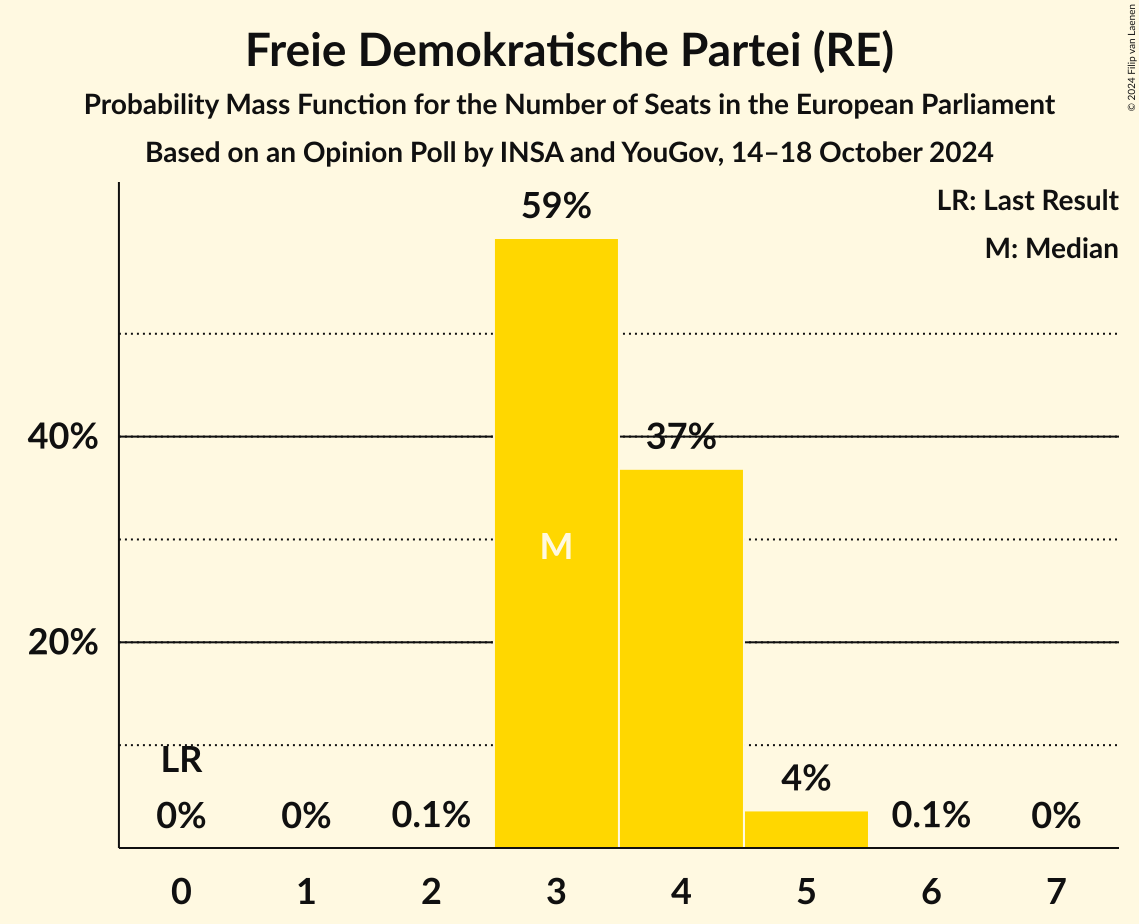 Freie Demokratische Partei (RE)
Probability Mass Function for the Number of Seats in the European Parliament
Based on an Opinion Poll by INSA and YouGov, 14–18 October 2024
© 2024 Filip van Laenen
LR: Last Result
M: Median
59%
40%
37%
M
20%
LR
4%
0% 0% 0.1% 0.1% 0%
0 1 2 3 4 5 6 7